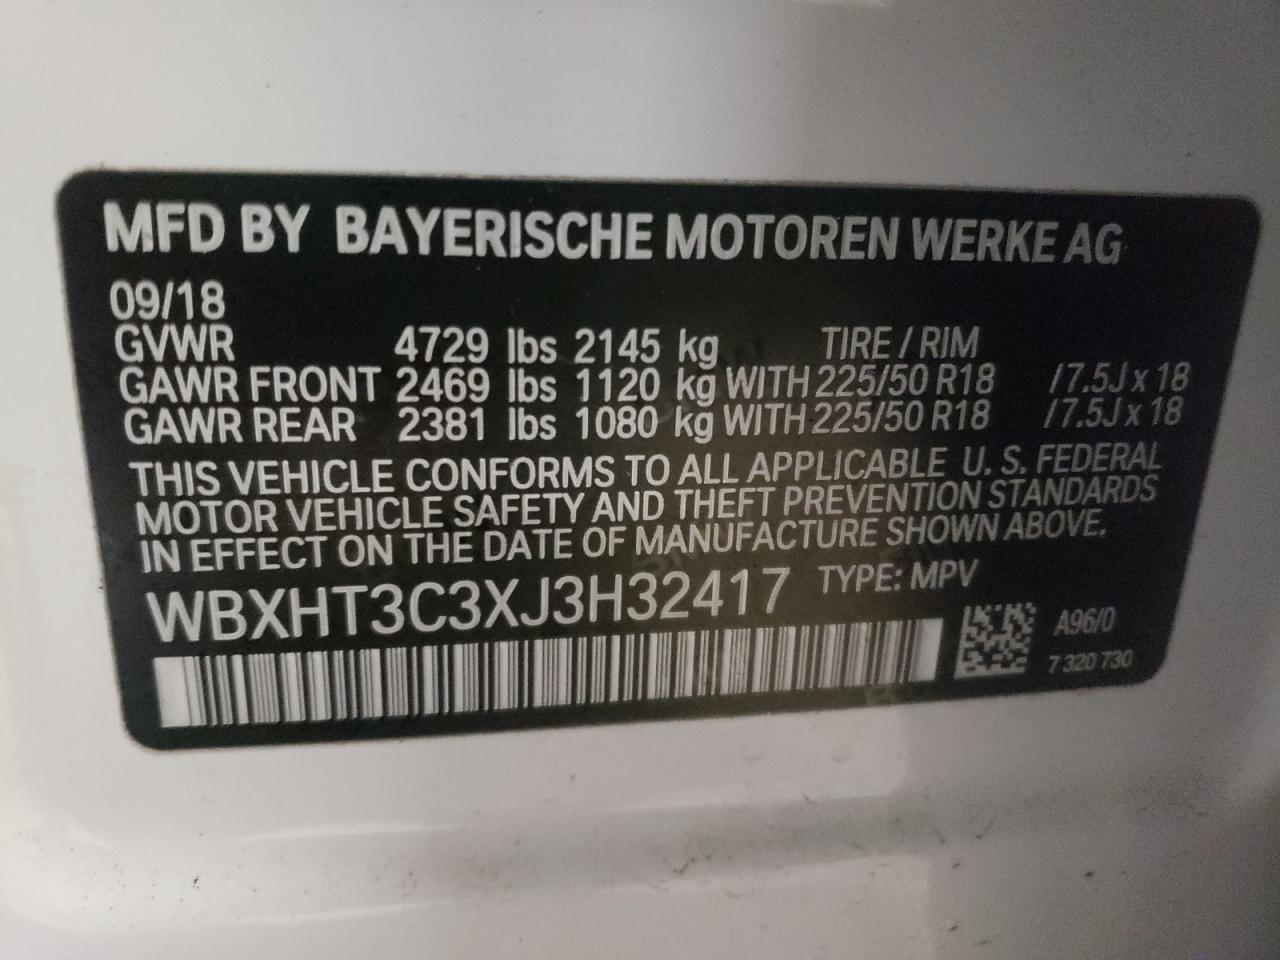 MFD BY BAYERISCHE MOTOREN WERKE AG
09/18
GVWR 4729 lbs 2145 kg TIRE / RIM
GAWR FRONT 2469 lbs 1120 kg WITH 225/50 R18 /7.5J x 18
GAWR REAR 2381 lbs 1080 kg WITH 225/50 R18 /7.5J x 18
THIS VEHICLE CONFORMS TO ALL APPLICABLE U. S. FEDERAL
MOTOR VEHICLE SAFETY AND THEFT PREVENTION STANDARDS
IN EFFECT ON THE DATE OF MANUFACTURE SHOWN ABOVE.
WBXHT3C3XJ3H32417 TYPE: MPV
A96/0
7 320 730